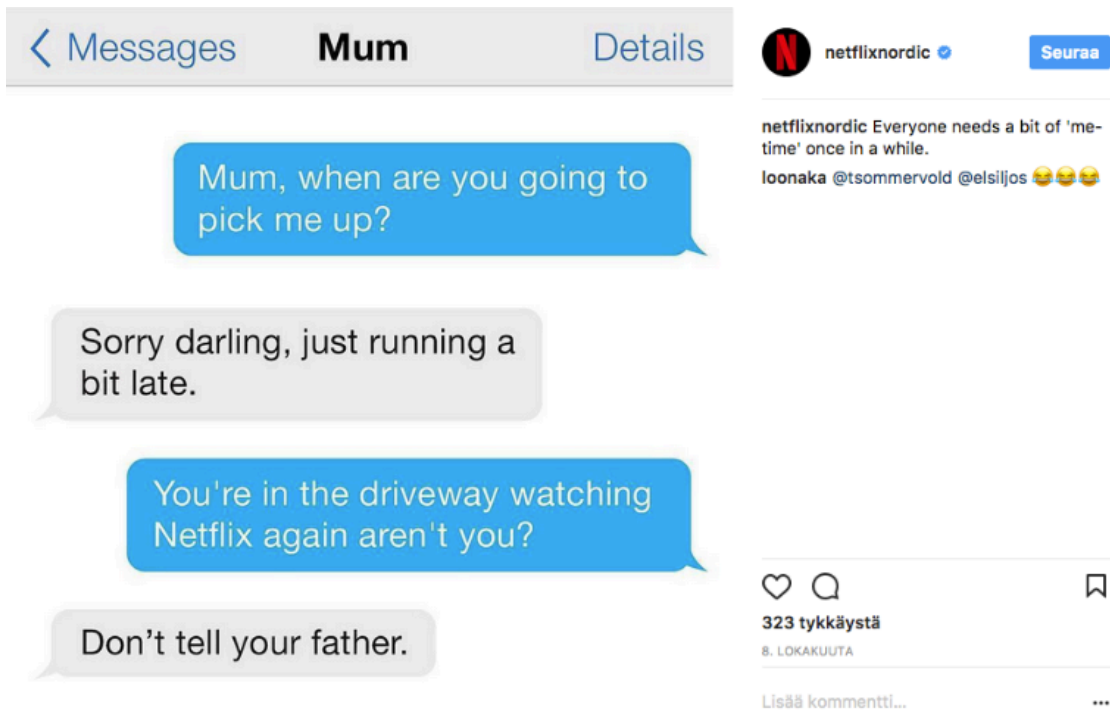 Messages Mum Details
Mum, when are you going to
pick me up?
Sorry darling, just running a
bit late.
You're in the driveway watching
Netflix again aren't you?
Don’t tell your father.
N
netflixnordic Seuraa
netflixnordic Everyone needs a bit of 'me-
time' once in a while.
loonaka @tsommervold @elsiljos 😂😂😂
323 tykkäystä
8. LOKAKUUTA
Lisää kommentti...